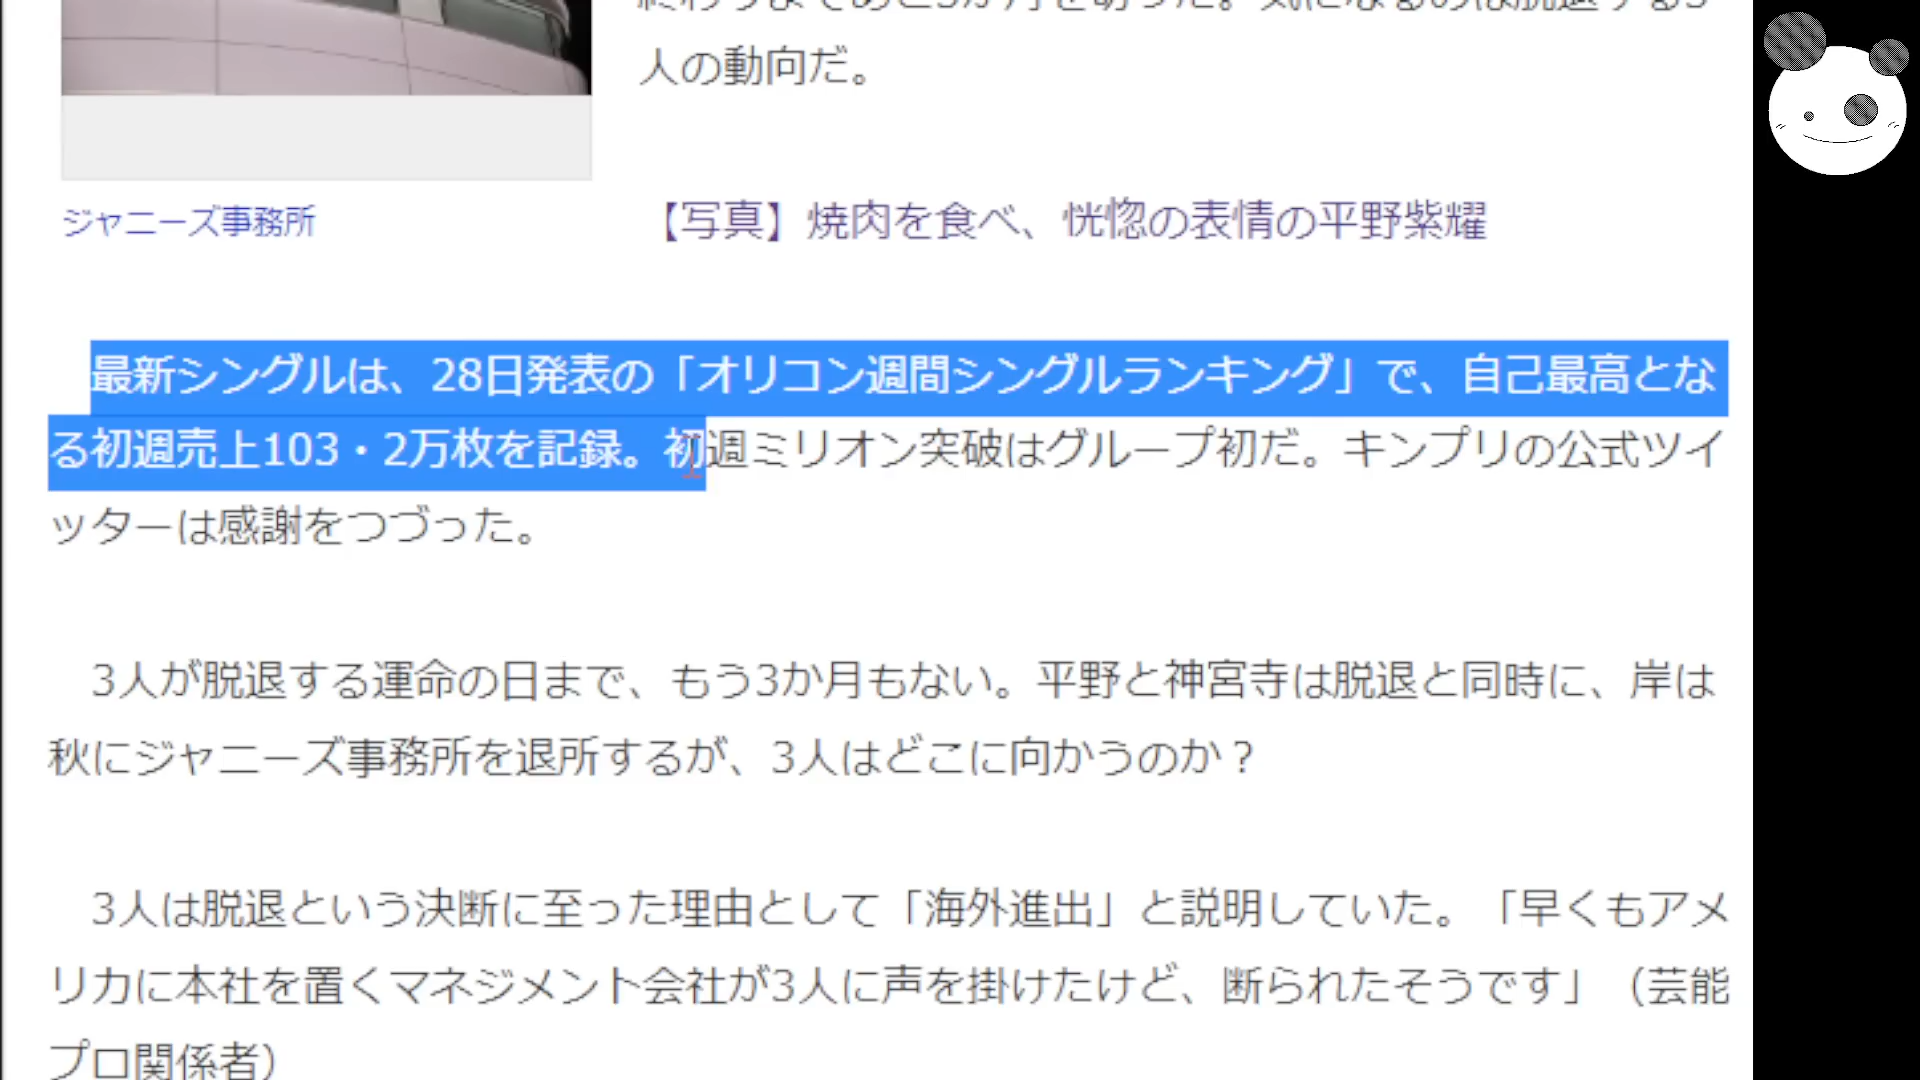 人の動向だ。
ジャニーズ事務所
【写真】焼肉を食べ、恍惚の表情の平野紫耀
最新シングルは、28日発表の「オリコン週間シングルランキング」で、自己最高とな
る初週売上103・2万枚を記録。初週ミリオン突破はグループ初だ。キンプリの公式ツイ
ッターは感謝をつづった。
3人が脱退する運命の日まで、もう3か月もない。平野と神宮寺は脱退と同時に、岸は
秋にジャニーズ事務所を退所するが、3人はどこに向かうのか？
3人は脱退という決断に至った理由として「海外進出」と説明していた。「早くもアメ
リカに本社を置くマネジメント会社が3人に声を掛けたけど、断られたそうです」（芸能
プロ関係者）